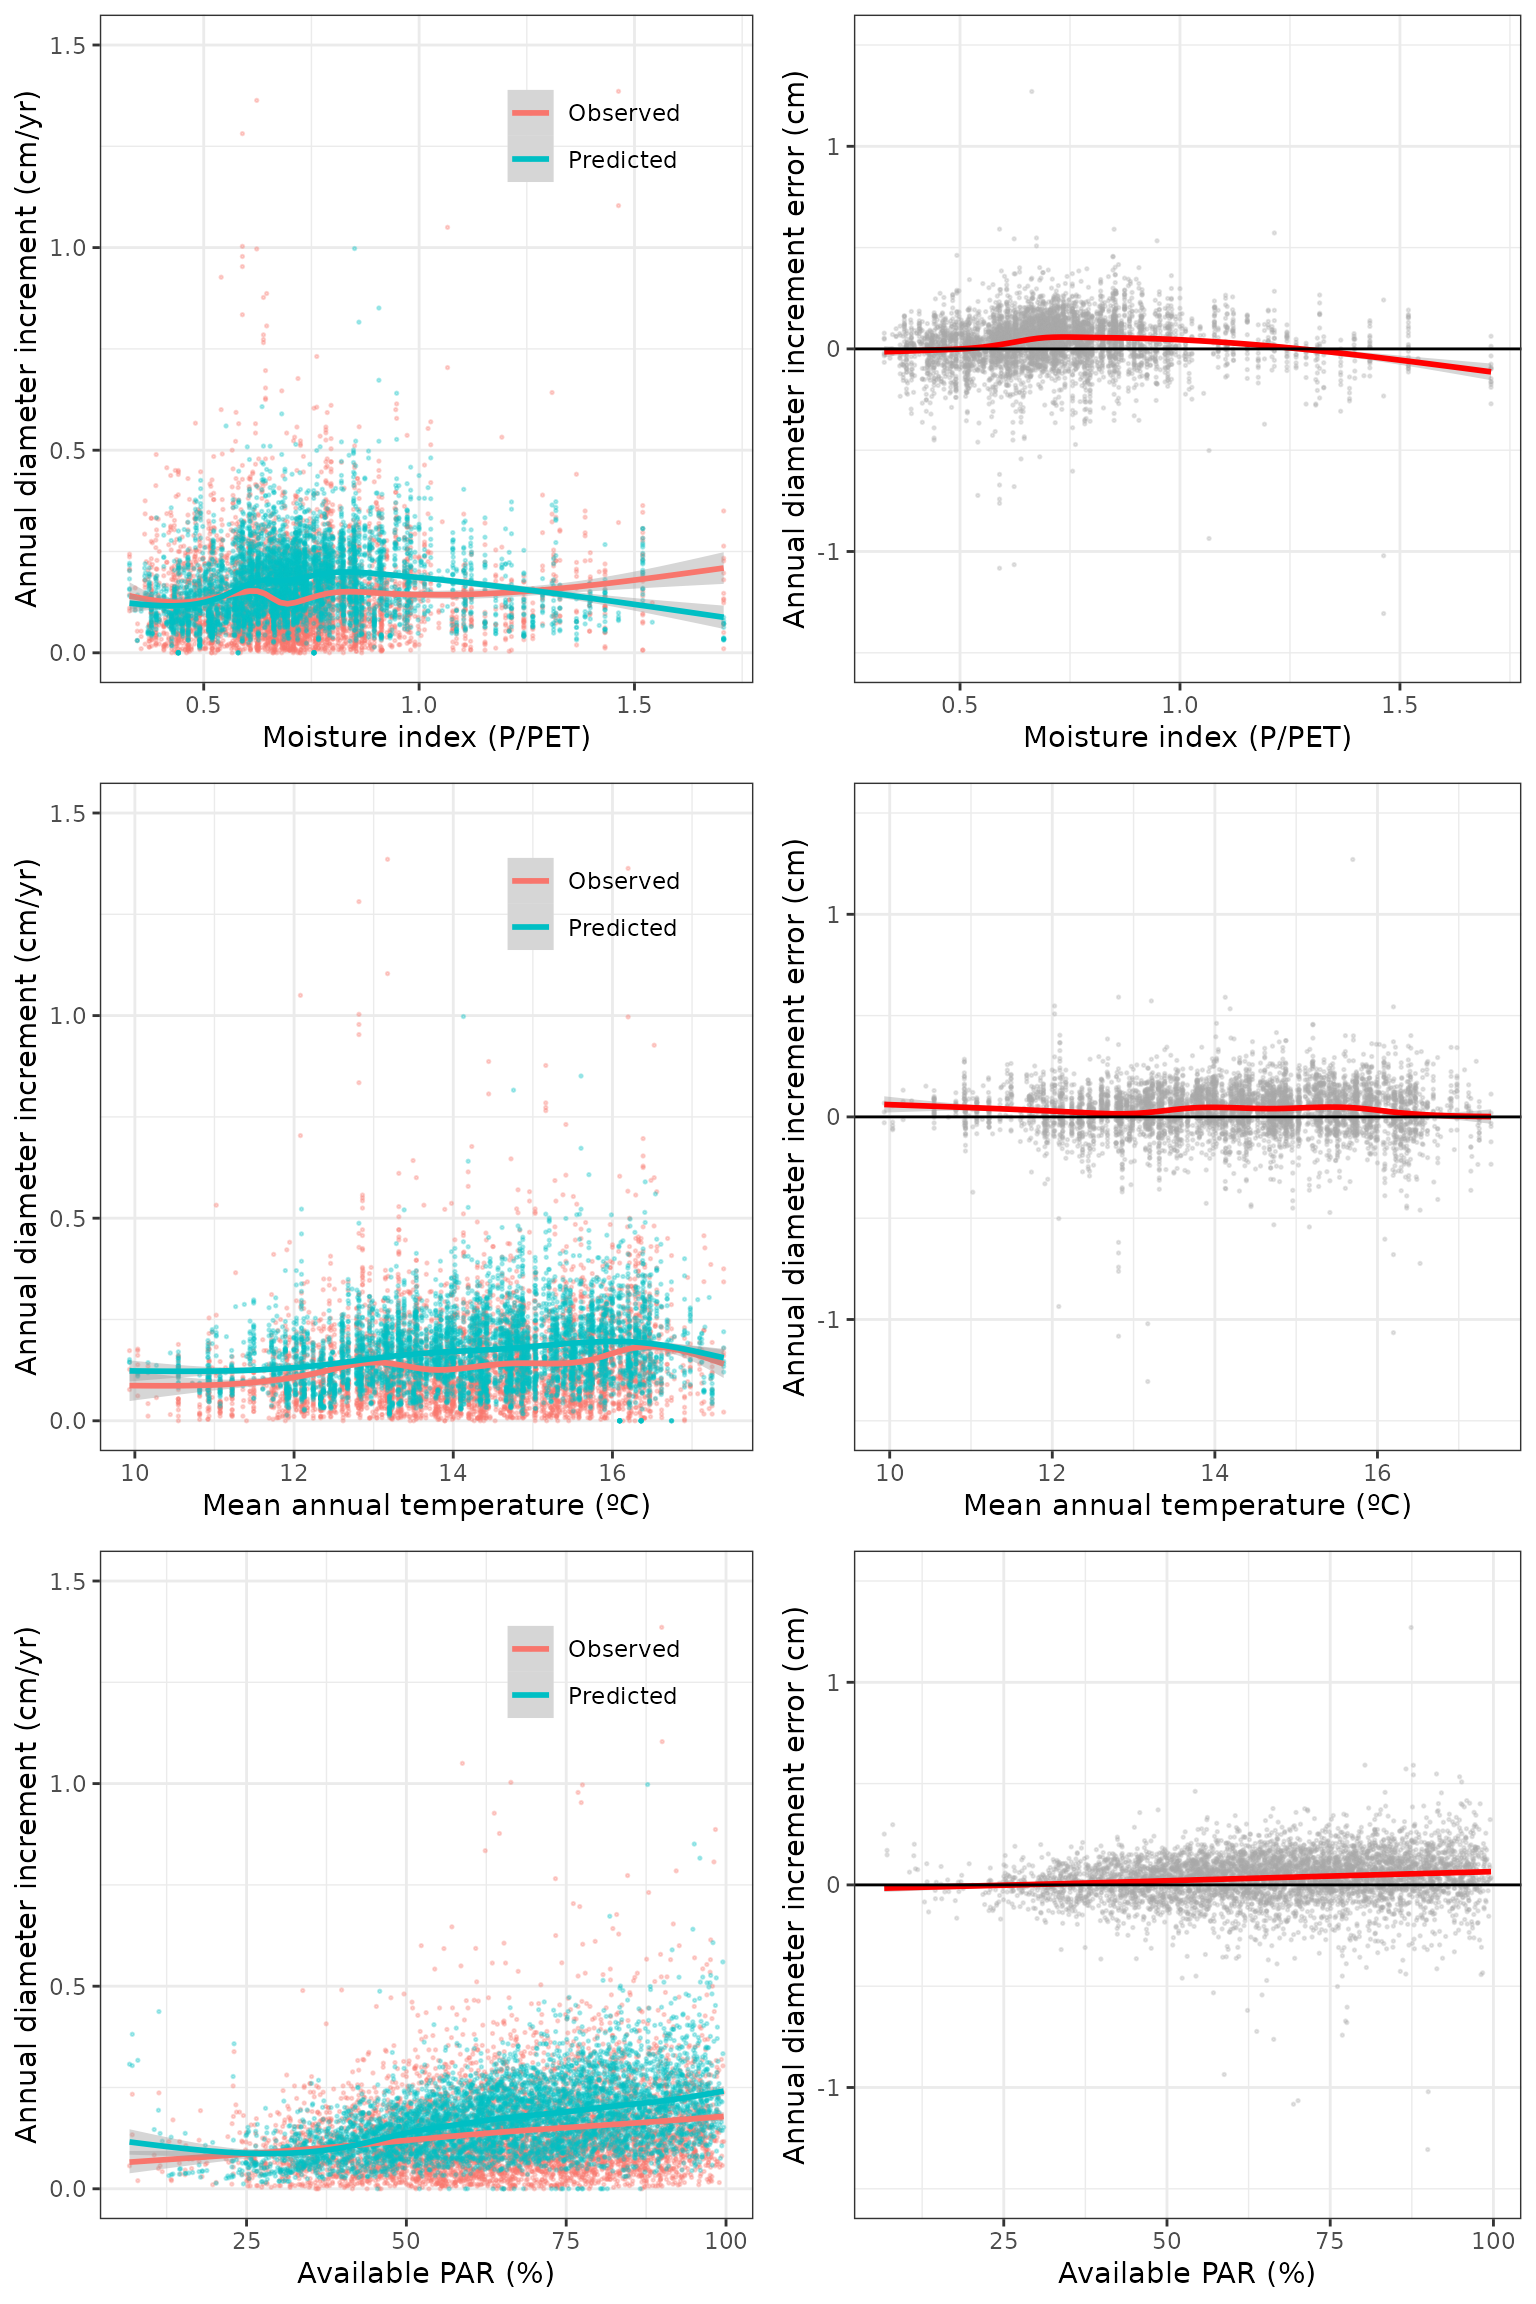 Annual diameter increment (cm/yr)
1.5
1.0
0.5
0.0
Observed
Predicted
0.5 1.0 1.5
Moisture index (P/PET)
Annual diameter increment error (cm)
1
0
-1
0.5 1.0 1.5
Moisture index (P/PET)
Annual diameter increment (cm/yr)
1.5
1.0
0.5
0.0
Observed
Predicted
10 12 14 16
Mean annual temperature (ºC)
Annual diameter increment error (cm)
1
0
-1
10 12 14 16
Mean annual temperature (ºC)
Annual diameter increment (cm/yr)
1.5
1.0
0.5
0.0
Observed
Predicted
25 50 75 100
Available PAR (%)
Annual diameter increment error (cm)
1
0
-1
25 50 75 100
Available PAR (%)